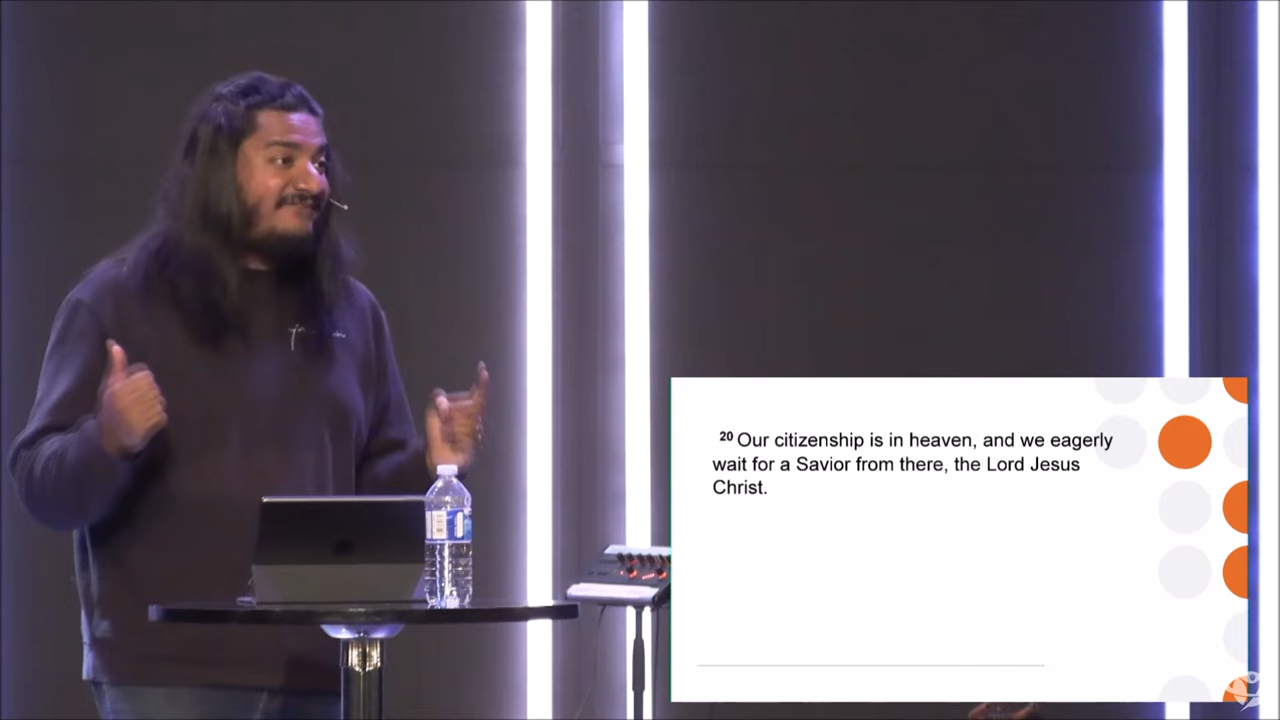 20 Our citizenship is in heaven, and we eagerly
wait for a Savior from there, the Lord Jesus
Christ.